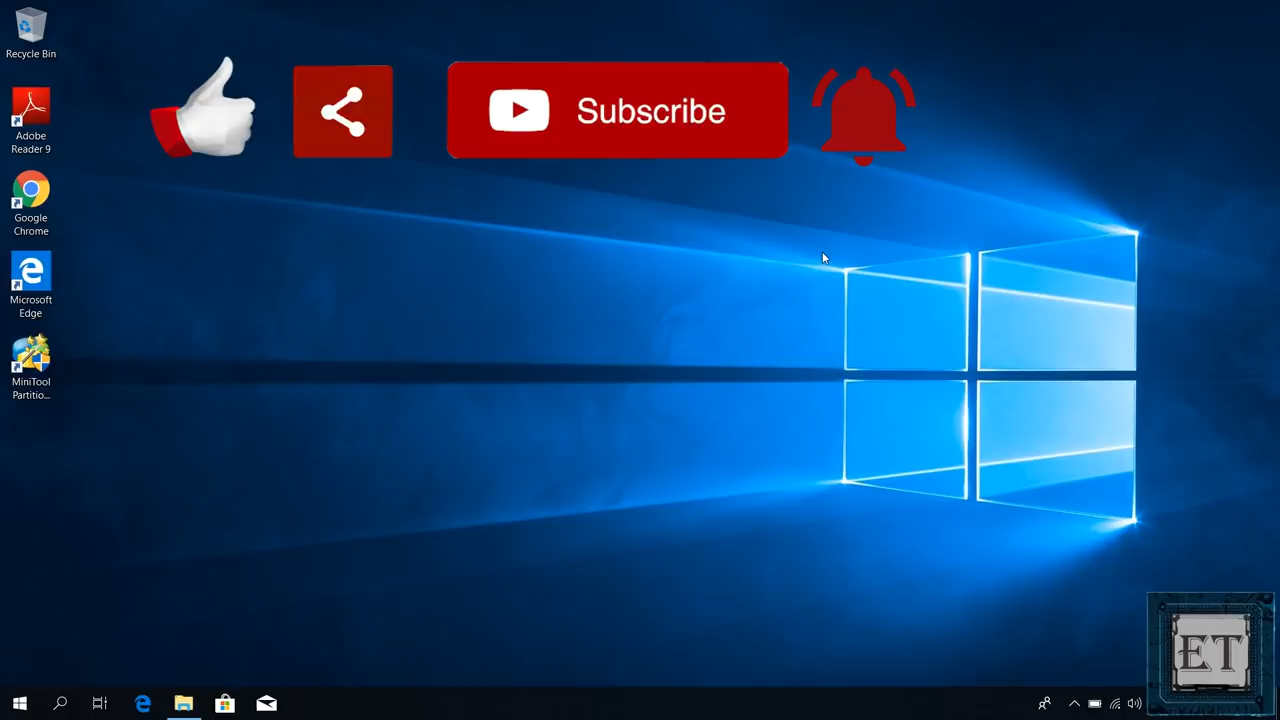 Recycle Bin
Subscribe
Adobe
Reader 9
Google
Chrome
Microsoft
Edge
MiniTool
Partitio...
ET